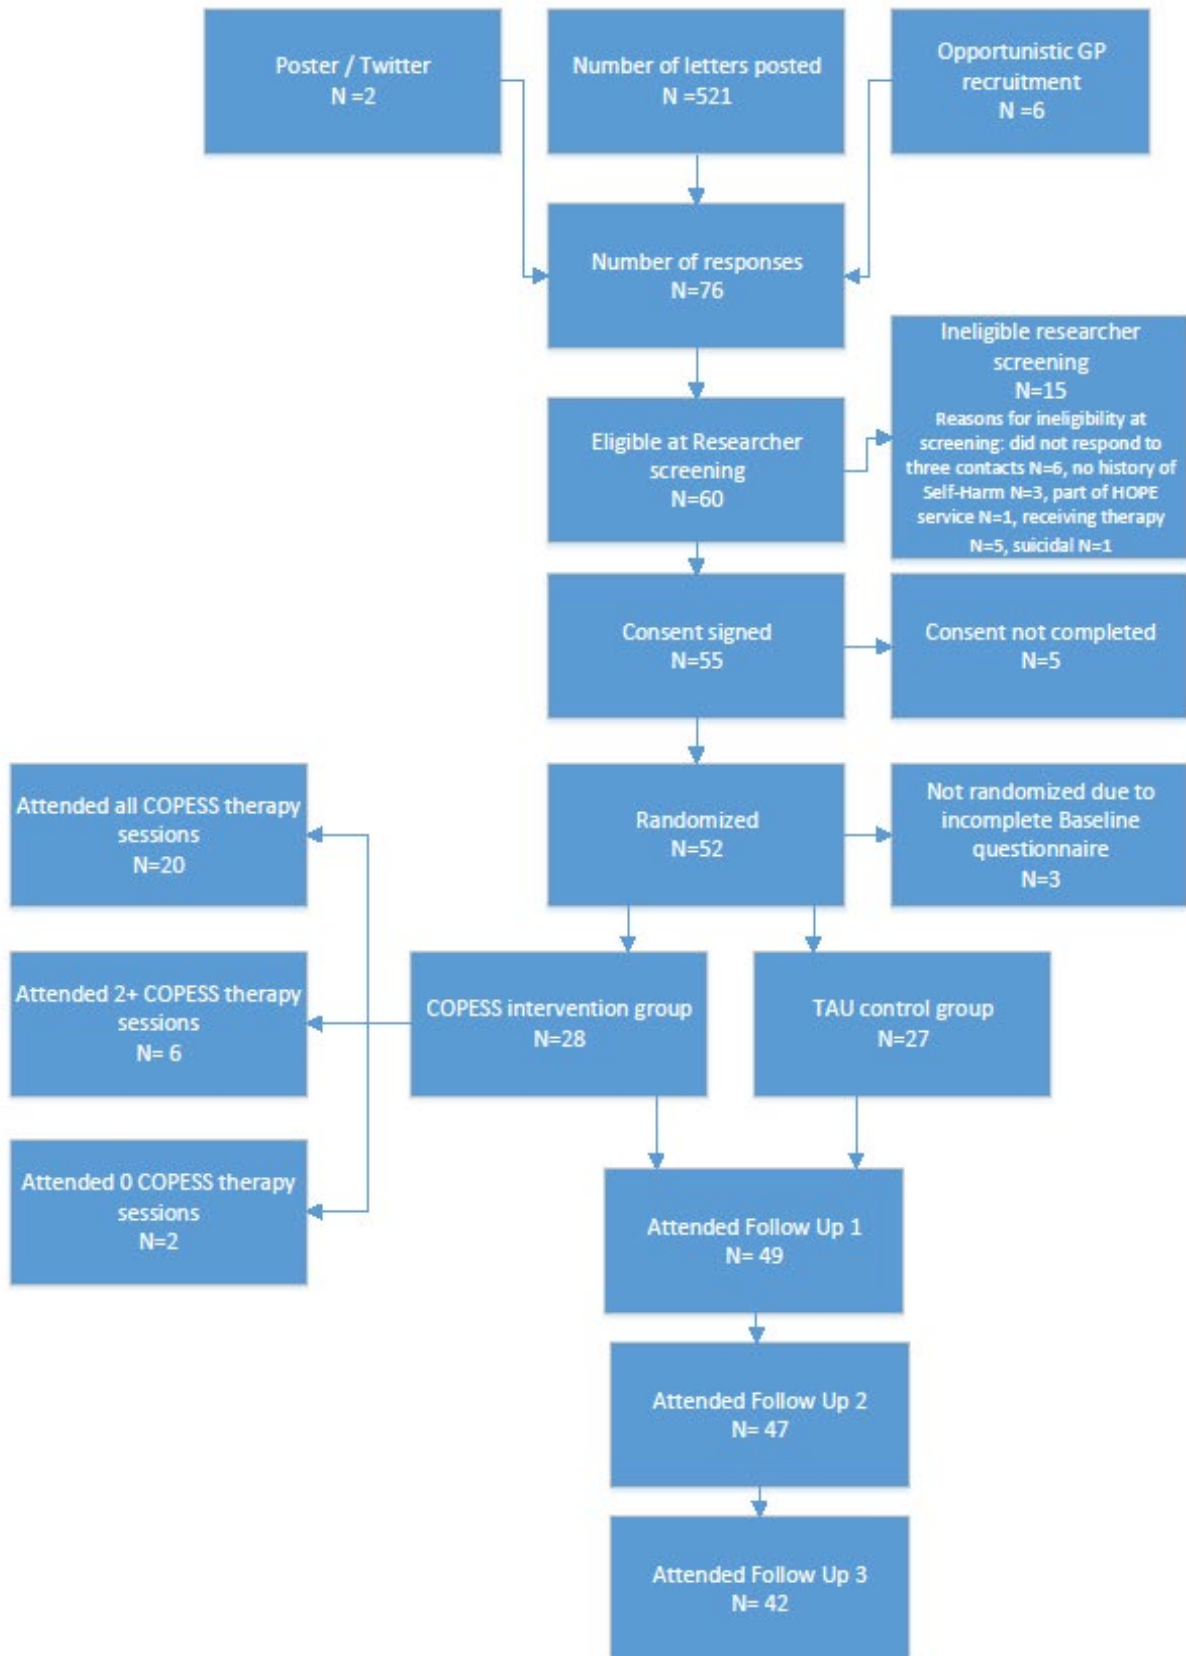 Poster / Twitter
N =2
Number of letters posted
N =521
Opportunistic GP
recruitment
N =6
Number of responses
N=76
Ineligible researcher
screening
N=15
Reasons for ineligibility at
screening: did not respond to
three contacts N=6, no history of
Self-Harm N=3, part of HOPE
service N=1, receiving therapy
N=5, suicidal N=1
Eligible at Researcher
screening
N=60
Consent signed
N=55
Consent not completed
N=5
Randomized
N=52
Not randomized due to
incomplete Baseline
questionnaire
N=3
Attended all COPESS therapy
sessions
N=20
Attended 2+ COPESS therapy
sessions
N= 6
Attended 0 COPESS therapy
sessions
N=2
COPESS intervention group
N=28
TAU control group
N=27
Attended Follow Up 1
N= 49
Attended Follow Up 2
N= 47
Attended Follow Up 3
N= 42